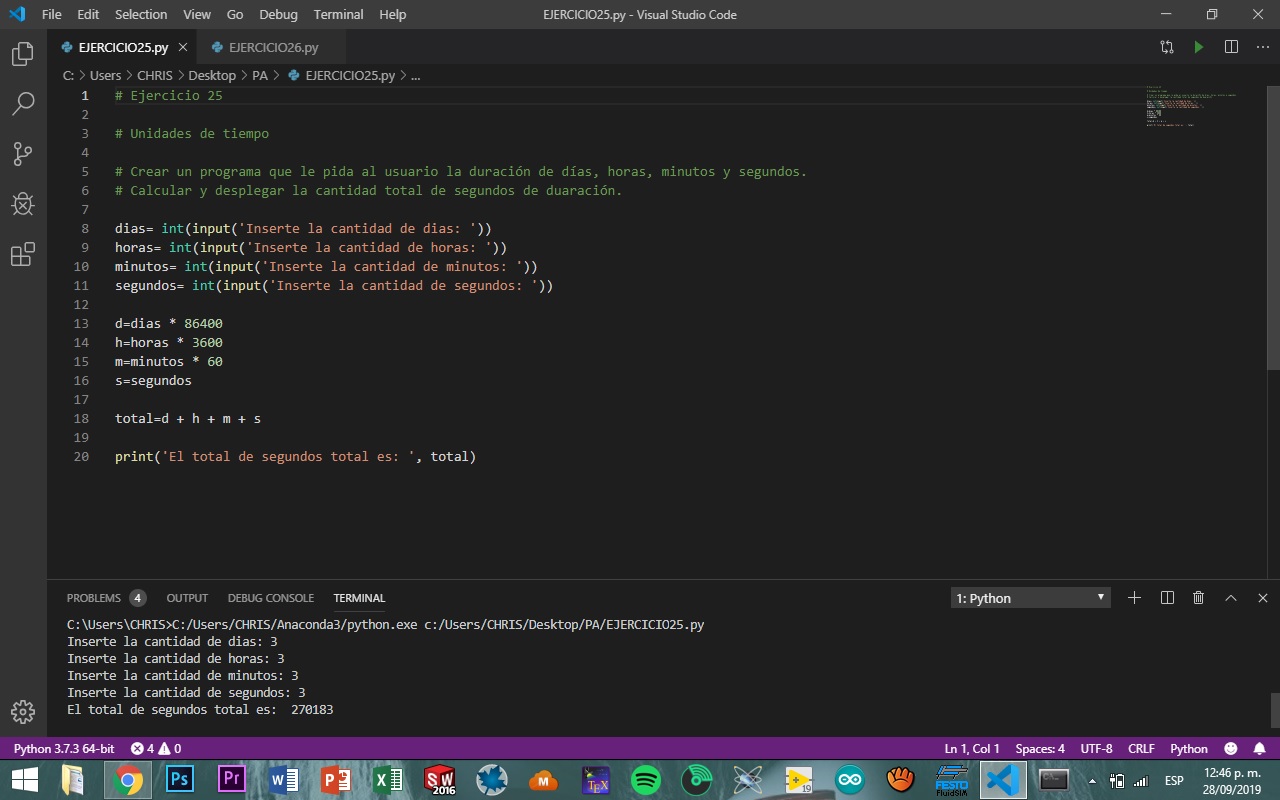 File Edit Selection View Go Debug Terminal Help EJERCICIO25.py - Visual Studio Code
EJERCICIO25.py EJERCICIO26.py
C: > Users > CHRIS > Desktop > PA > EJERCICIO25.py > ...
1 # Ejercicio 25
2
3 # Unidades de tiempo
4
5 # Crear un programa que le pida al usuario la duración de días, horas, minutos y segundos.
6 # Calcular y desplegar la cantidad total de segundos de duaración.
7
8 dias= int(input('Inserte la cantidad de dias: '))
9 horas= int(input('Inserte la cantidad de horas: '))
10 minutos= int(input('Inserte la cantidad de minutos: '))
11 segundos= int(input('Inserte la cantidad de segundos: '))
12
13 d=dias * 86400
14 h=horas * 3600
15 m=minutos * 60
16 s=segundos
17
18 total=d + h + m + s
19
20 print('El total de segundos total es: ', total)
PROBLEMS 4 OUTPUT DEBUG CONSOLE TERMINAL 1: Python
C:\Users\CHRIS>C:/Users/CHRIS/Anaconda3/python.exe c:/Users/CHRIS/Desktop/PA/EJERCICIO25.py
Inserte la cantidad de dias: 3
Inserte la cantidad de horas: 3
Inserte la cantidad de minutos: 3
Inserte la cantidad de segundos: 3
El total de segundos total es:  270183
Python 3.7.3 64-bit 4 0 Ln 1, Col 1 Spaces: 4 UTF-8 CRLF Python
Ps Pr SW 2016 M TEX 19 FESTO FluidSIM ESP 12:46 p. m.
28/09/2019